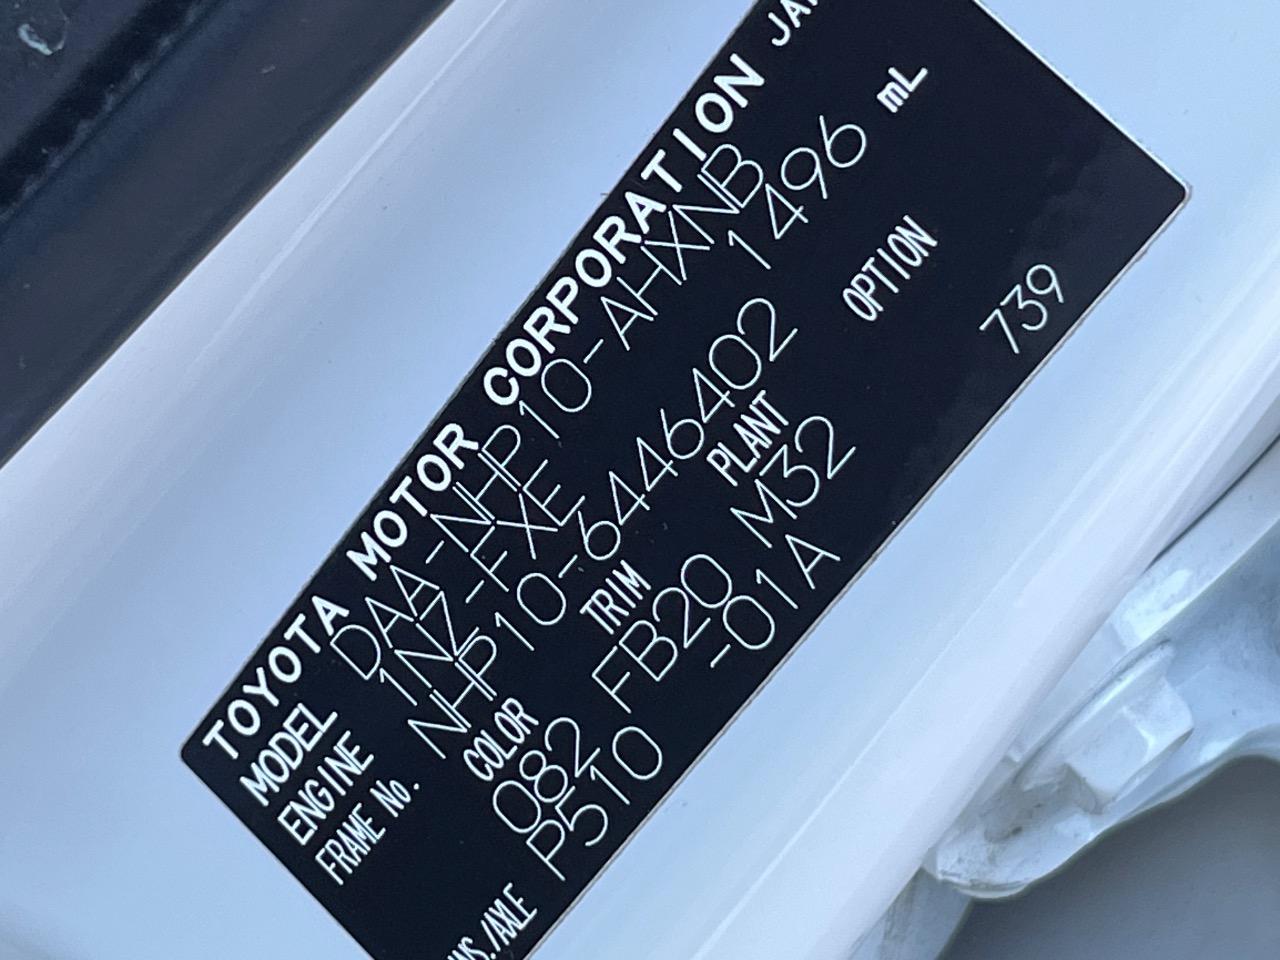 TOYOTA MOTOR CORPORATION
MODEL DAA-NHP10-AHXNB
ENGINE 1NZ-FXE 1496 mL
FRAME No. NHP10-6446402
COLOR TRIM PLANT OPTION
082 FB20 M32 739
P510 -01A